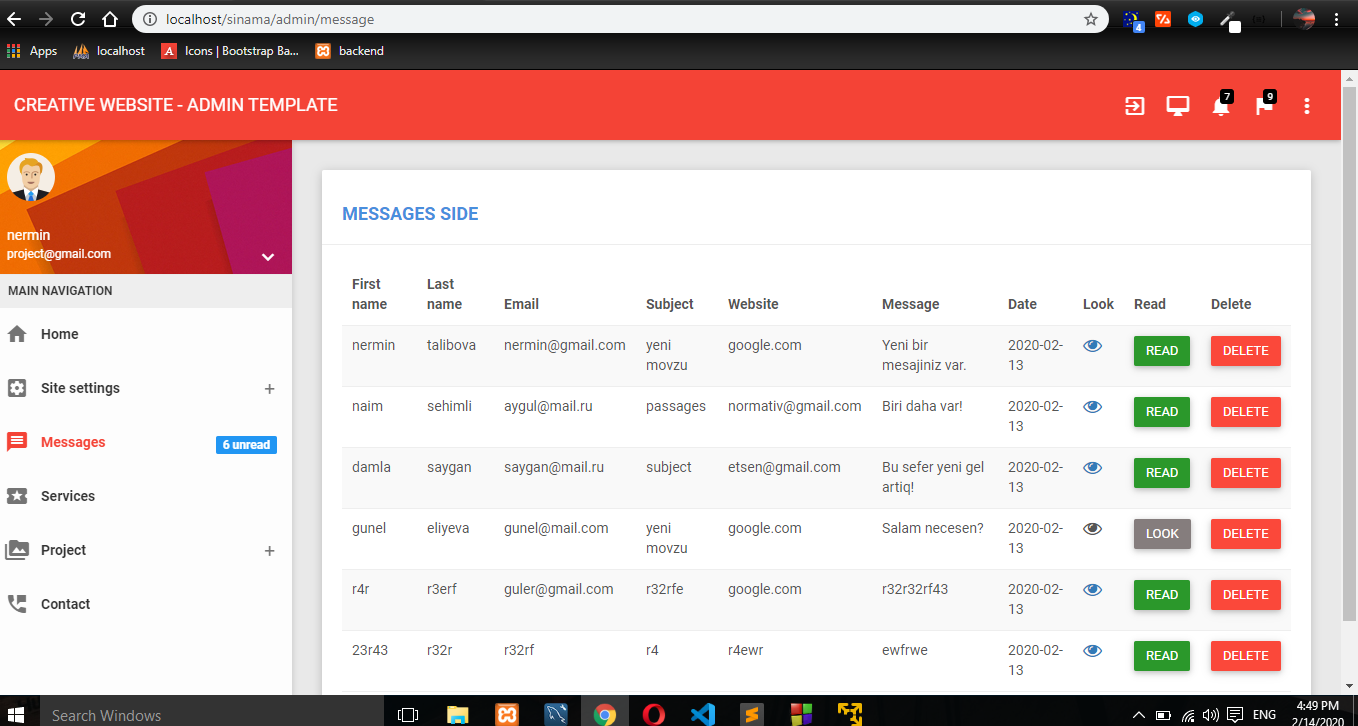 localhost/sinama/admin/message
4
Apps
localhost
Icons | Bootstrap Ba...
backend
CREATIVE WEBSITE - ADMIN TEMPLATE
7
9
nermin
project@gmail.com
MAIN NAVIGATION
Home
Site settings +
Messages 6 unread
Services
Project +
Contact
MESSAGES SIDE
First name Last name Email Subject Website Message Date Look Read Delete
nermin talibova nermin@gmail.com yeni movzu google.com Yeni bir mesajiniz var. 2020-02-13 READ DELETE
naim sehimli aygul@mail.ru passages normativ@gmail.com Biri daha var! 2020-02-13 READ DELETE
damla saygan saygan@mail.ru subject etsen@gmail.com Bu sefer yeni gel artiq! 2020-02-13 READ DELETE
gunel eliyeva gunel@mail.com yeni movzu google.com Salam necesen? 2020-02-13 LOOK DELETE
r4r r3erf guler@gmail.com r32rfe google.com r32r32rf43 2020-02-13 READ DELETE
23r43 r32r r32rf r4 r4ewr ewfrwe 2020-02-13 READ DELETE
Search Windows
ENG
4:49 PM
2/14/2020